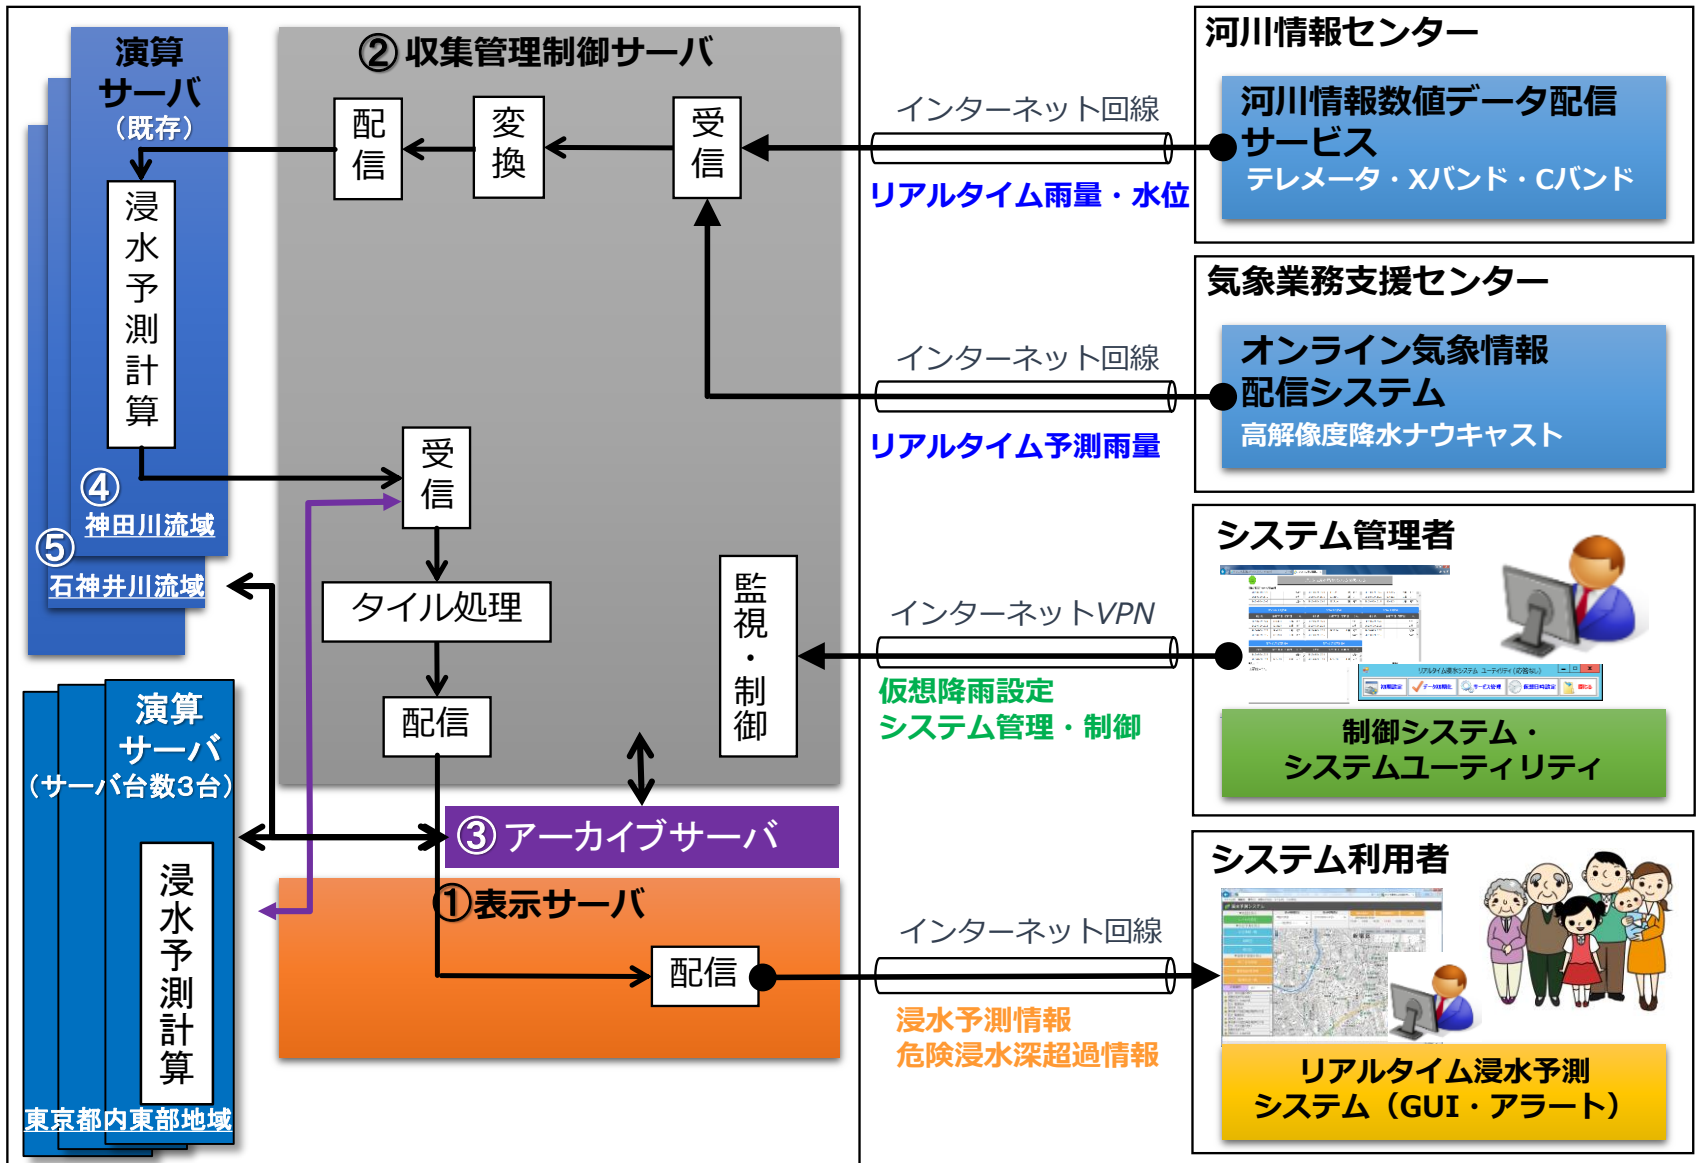 演算
サーバ
（既存）
浸水予測計算
④
神田川流域
⑤
石神井川流域
演算
サーバ
（サーバ台数3台）
浸水予測計算
東京都内東部地域
②収集管理制御サーバ
配信
変換
受信
受信
タイル処理
配信
監視・制御
③アーカイブサーバ
①表示サーバ
配信
インターネット回線
リアルタイム雨量・水位
インターネット回線
リアルタイム予測雨量
インターネットVPN
仮想降雨設定
システム管理・制御
インターネット回線
浸水予測情報
危険浸水深超過情報
河川情報センター
河川情報数値データ配信
サービス
テレメータ・Xバンド・Cバンド
気象業務支援センター
オンライン気象情報
配信システム
高解像度降水ナウキャスト
システム管理者
制御システム・
システムユーティリティ
システム利用者
リアルタイム浸水予測
システム（GUI・アラート）